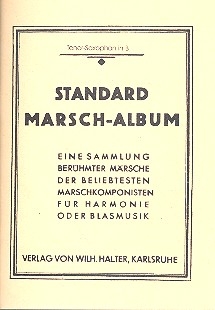 Tenor-Saxophon in B
STANDARD
MARSCH-ALBUM
EINE SAMMLUNG
BERÜHMTER MÄRSCHE
DER BELIEBTESTEN
MARSCHKOMPONISTEN
FÜR HARMONIE
ODER BLASMUSIK
VERLAG VON WILH. HALTER, KARLSRUHE